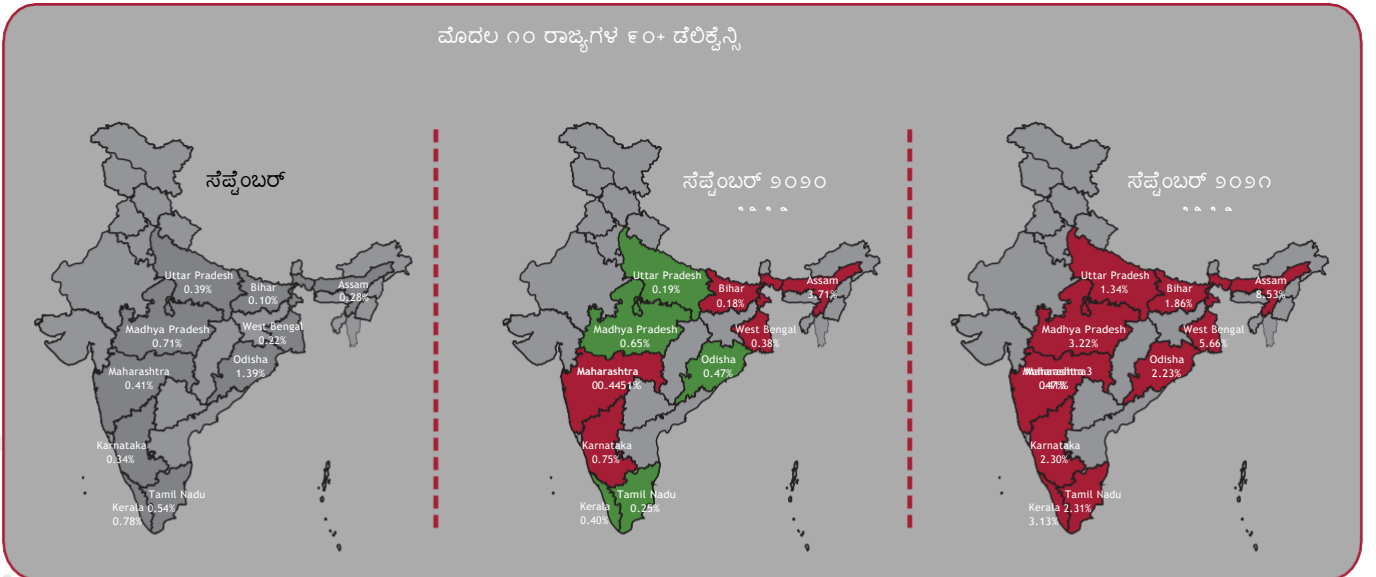 ಮೊದಲ ೧೦ ರಾಜ್ಯಗಳ ೯೦+ ಡೆಲಿಕ್ವೆನ್ಸಿ
ಸೆಪ್ಟೆಂಬರ್
Uttar Pradesh
0.39%
Bihar
0.10%
Assam
0.28%
Madhya Pradesh
0.71%
West Bengal
0.22%
Odisha
1.39%
Maharashtra
0.41%
Karnataka
0.34%
Tamil Nadu
0.54%
Kerala
0.78%
ಸೆಪ್ಟೆಂಬರ್ ೨೦೨೦
Uttar Pradesh
0.19%
Bihar
0.18%
Assam
3.71%
Madhya Pradesh
0.65%
West Bengal
0.38%
Odisha
0.47%
Maharashtra
Karnataka
0.75%
Tamil Nadu
0.25%
Kerala
0.40%
ಸೆಪ್ಟೆಂಬರ್ ೨೦೨೧
Uttar Pradesh
1.34%
Bihar
1.86%
Assam
8.53%
Madhya Pradesh
3.22%
West Bengal
5.66%
Odisha
2.23%
Karnataka
2.30%
Tamil Nadu
2.31%
Kerala
3.13%